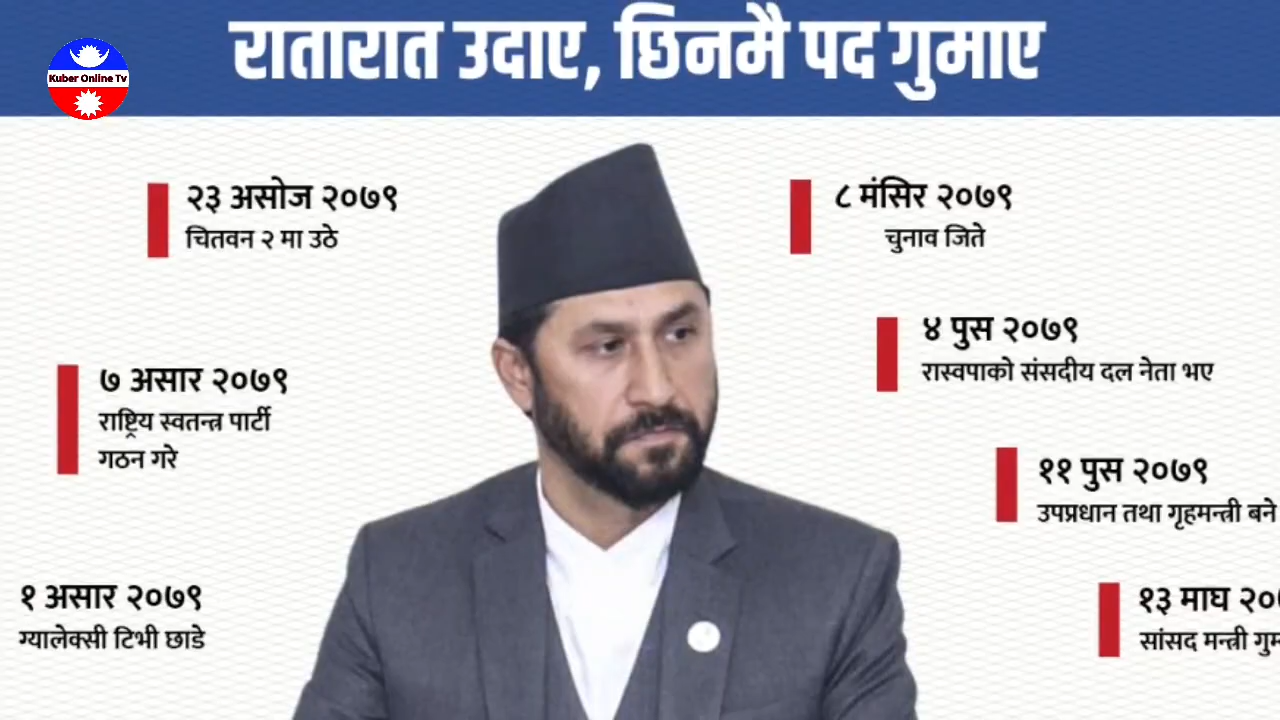 रातारात उदाए, छिनमै पद गुमाए
Kuber Online Tv
२३ असोज २०७९
चितवन २ मा उठे
८ मंसिर २०७९
चुनाव जिते
४ पुस २०७९
रास्वपाको संसदीय दल नेता भए
७ असार २०७९
राष्ट्रिय स्वतन्त्र पार्टी
गठन गरे
११ पुस २०७९
उपप्रधान तथा गृहमन्त्री बने
१ असार २०७९
ग्यालेक्सी टिभी छाडे
१३ माघ
सांसद मन्त्री